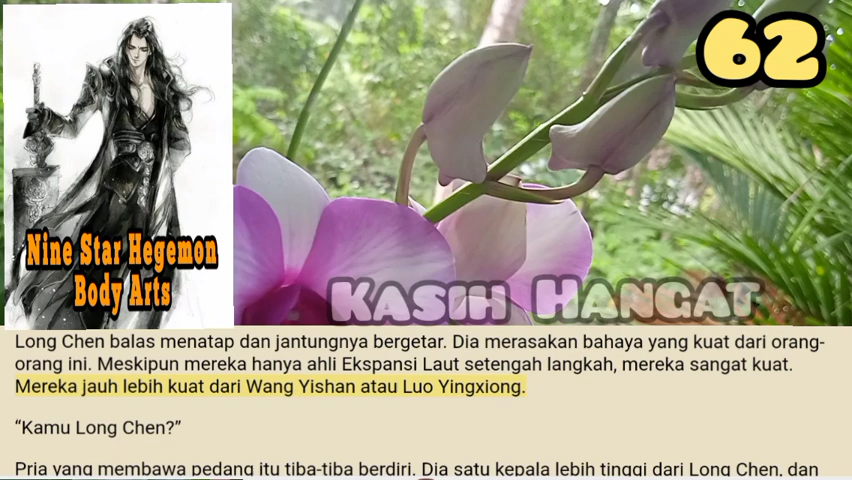 62
Nine Star Hegemon
Body Arts
Kasih Hangat
Long Chen balas menatap dan jantungnya bergetar. Dia merasakan bahaya yang kuat dari orang-
orang ini. Meskipun mereka hanya ahli Ekspansi Laut setengah langkah, mereka sangat kuat.
Mereka jauh lebih kuat dari Wang Yishan atau Luo Yingxiong.
“Kamu Long Chen?”
Pria yang membawa pedang itu tiba-tiba berdiri. Dia satu kepala lebih tinggi dari Long Chen, dan